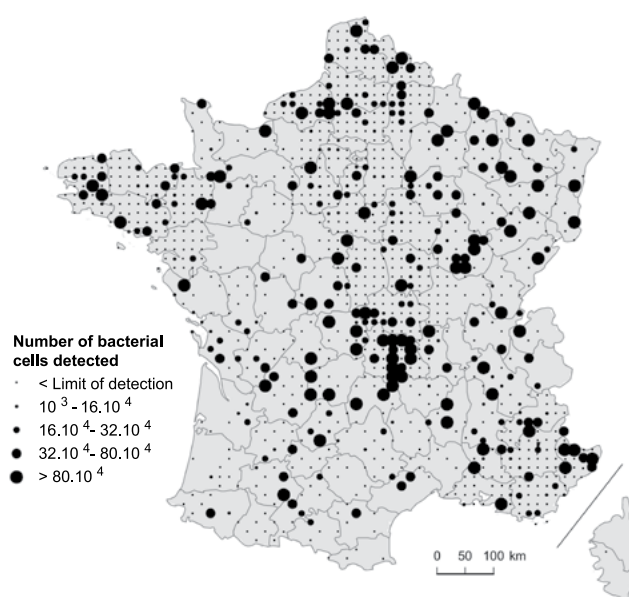 Number of bacterial
cells detected
< Limit of detection
10 3 - 16.10 4
16.10 4- 32.10 4
32.10 4- 80.10 4
> 80.10 4
0 50 100 km